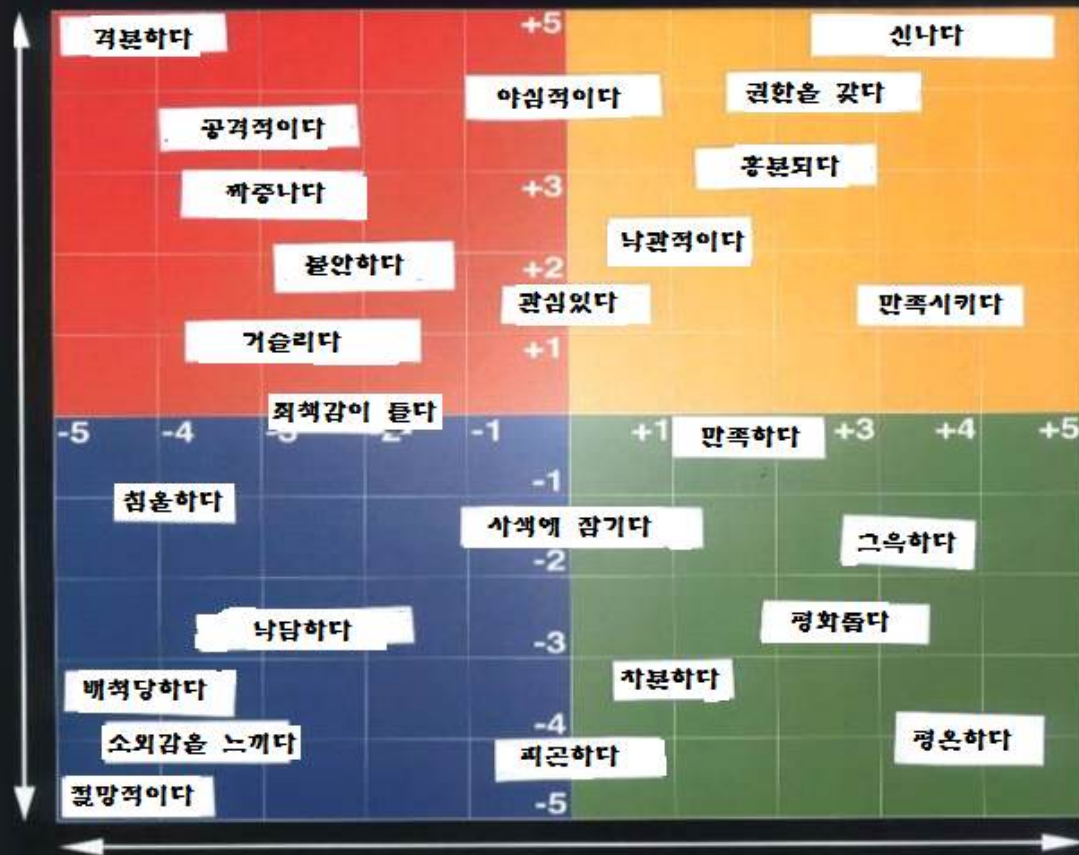 +5
격분하다
신나다
야심적이다
권한을 갖다
공격적이다
흥분되다
짜증나다
+3
낙관적이다
불안하다
+2
관심있다
만족시키다
거슬리다
+1
죄책감이 들다
-5 -4 -3 -2 -1 +1 만족하다 +3 +4 +5
-1
침울하다
사색에 잠기다
그윽하다
-2
낙담하다
평화롭다
-3
차분하다
배척당하다
-4
소외감을 느끼다
평온하다
피곤하다
절망적이다
-5